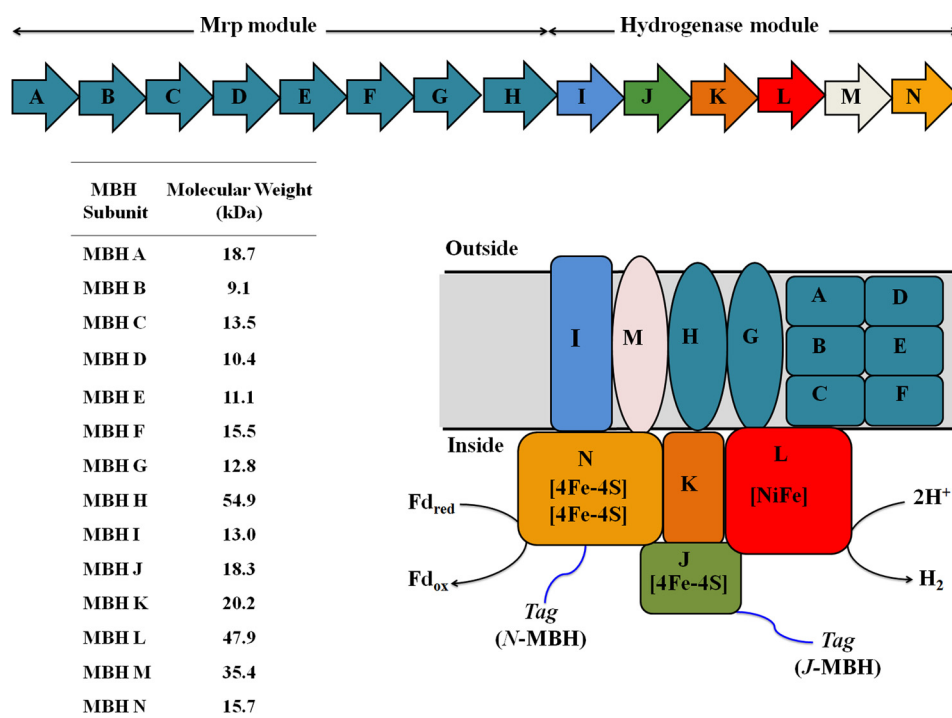 Mrp module Hydrogenase module
A B C D E F G H I J K L M N
MBH Subunit Molecular Weight (kDa)
MBH A 18.7
MBH B 9.1
MBH C 13.5
MBH D 10.4
MBH E 11.1
MBH F 15.5
MBH G 12.8
MBH H 54.9
MBH I 13.0
MBH J 18.3
MBH K 20.2
MBH L 47.9
MBH M 35.4
MBH N 15.7
Outside
I M H G A D
B E
C F
Inside
N
[4Fe-4S]
[4Fe-4S]
K
L
[NiFe]
J
[4Fe-4S]
Fd_red
Fd_ox
2H⁺
H₂
Tag
(N-MBH)
Tag
(J-MBH)